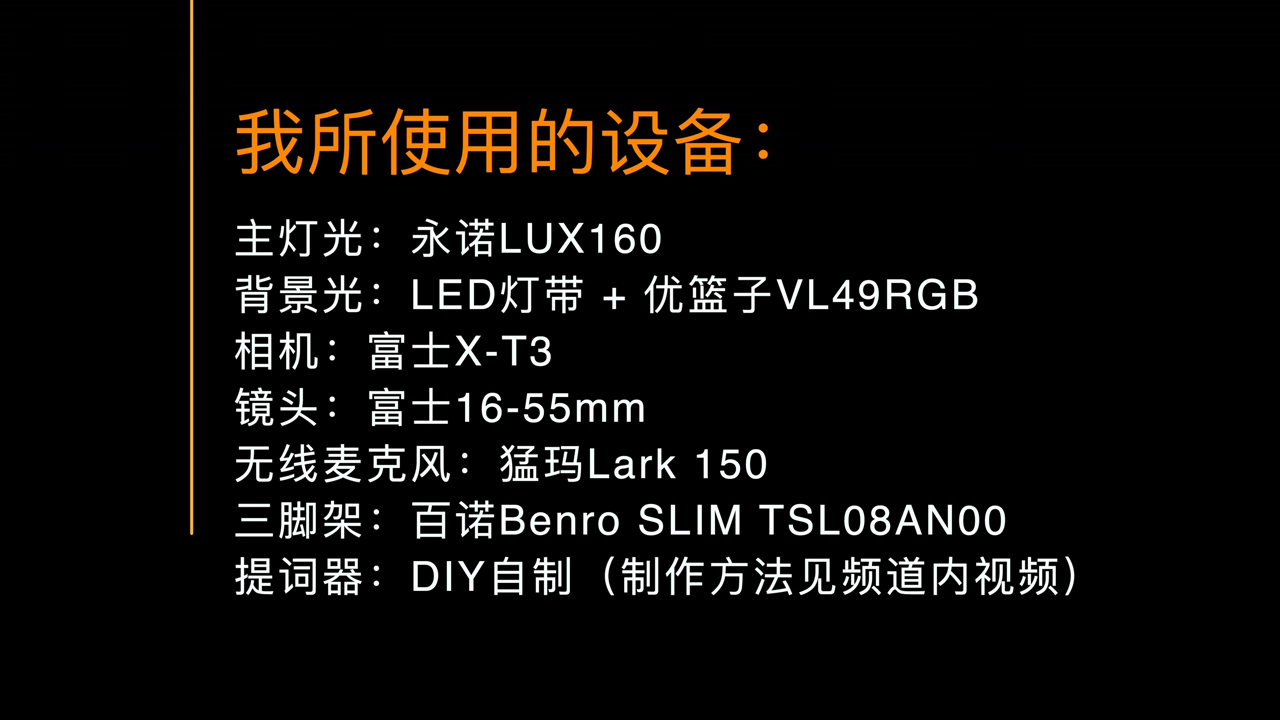 我所使用的设备：
主灯光：永诺LUX160
背景光：LED灯带 + 优篮子VL49RGB
相机：富士X-T3
镜头：富士16-55mm
无线麦克风：猛玛Lark 150
三脚架：百诺Benro SLIM TSL08AN00
提词器：DIY自制（制作方法见频道内视频）